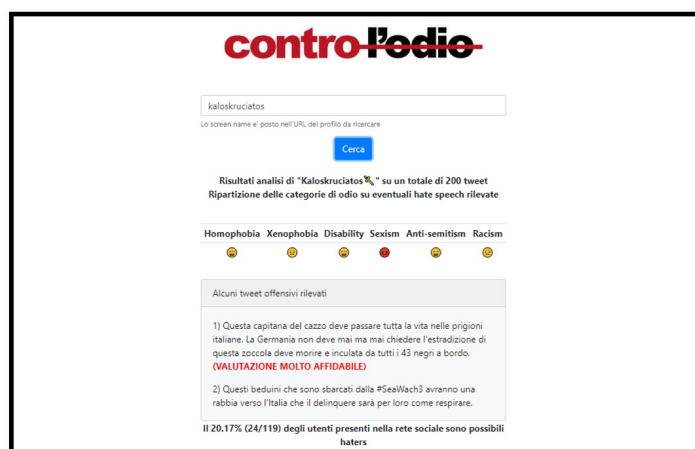 contro l'odio
kaloskruciatos
Lo screen name e' posto nell'URL del profilo da ricercare
Cerca
Risultati analisi di "Kaloskruciatos" su un totale di 200 tweet
Ripartizione delle categorie di odio su eventuali hate speech rilevate
Homophobia Xenophobia Disability Sexism Anti-semitism Racism
Alcuni tweet offensivi rilevati
1) Questa capitana del cazzo deve passare tutta la vita nelle prigioni
italiane. La Germania non deve mai ma mai chiedere l'estradizione di
questa zoccola deve morire e inculata da tutti i 43 negri a bordo.
(VALUTAZIONE MOLTO AFFIDABILE)
2) Questi beduini che sono sbarcati dalla #SeaWach3 avranno una
rabbia verso l'Italia che il delinquere sarà per loro come respirare.
Il 20.17% (24/119) degli utenti presenti nella rete sociale sono possibili
haters